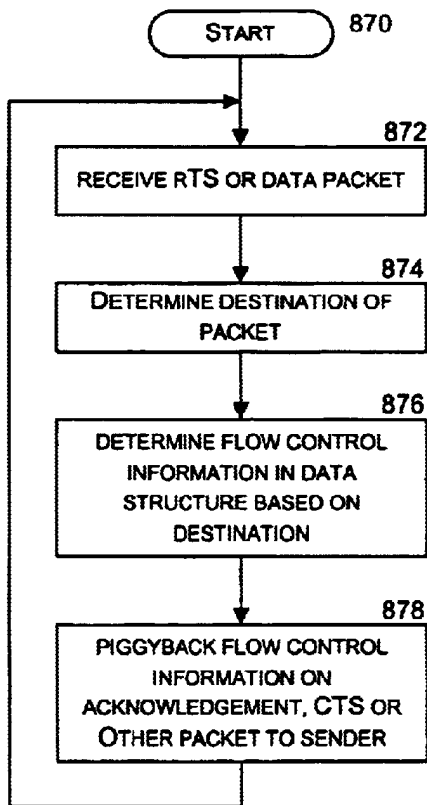 START 870
872
RECEIVE RTS OR DATA PACKET
874
DETERMINE DESTINATION OF
PACKET
876
DETERMINE FLOW CONTROL
INFORMATION IN DATA
STRUCTURE BASED ON
DESTINATION
878
PIGGYBACK FLOW CONTROL
INFORMATION ON
ACKNOWLEDGEMENT, CTS OR
OTHER PACKET TO SENDER